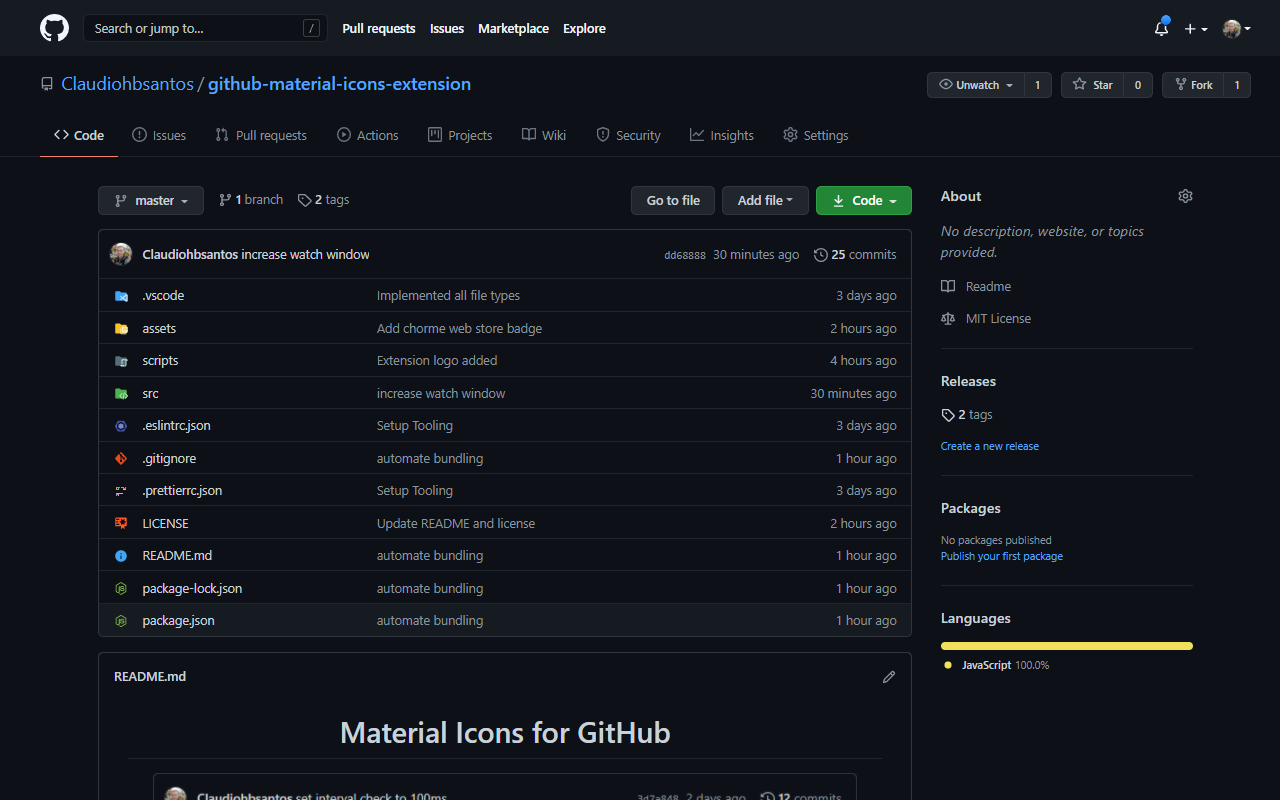 Search or jump to... / Pull requests Issues Marketplace Explore
Claudiohbsantos / github-material-icons-extension Unwatch 1 Star 0 Fork 1
Code Issues Pull requests Actions Projects Wiki Security Insights Settings
master 1 branch 2 tags Go to file Add file Code
Claudiohbsantos increase watch window dd68888 30 minutes ago 25 commits
.vscode Implemented all file types 3 days ago
assets Add chorme web store badge 2 hours ago
scripts Extension logo added 4 hours ago
src increase watch window 30 minutes ago
.eslintrc.json Setup Tooling 3 days ago
.gitignore automate bundling 1 hour ago
.prettierrc.json Setup Tooling 3 days ago
LICENSE Update README and license 2 hours ago
README.md automate bundling 1 hour ago
package-lock.json automate bundling 1 hour ago
package.json automate bundling 1 hour ago
README.md
Material Icons for GitHub
Claudiohbsantos set interval check to 100ms 3d7a848 2 days ago 12 commits
About
No description, website, or topics
provided.
Readme
MIT License
Releases
2 tags
Create a new release
Packages
No packages published
Publish your first package
Languages
JavaScript 100.0%